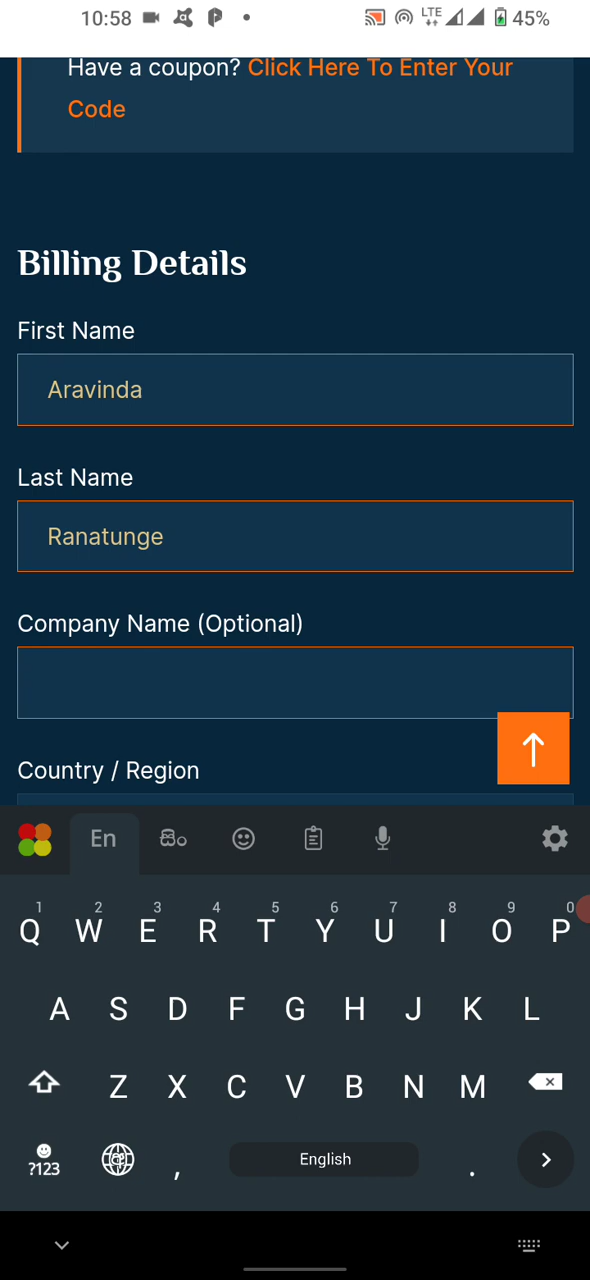 10:58 LTE 45%
Have a coupon? Click Here To Enter Your
Code
Billing Details
First Name
Aravinda
Last Name
Ranatunge
Company Name (Optional)
Country / Region
En සිං
1 2 3 4 5 6 7 8 9 0
Q W E R T Y U I O P
A S D F G H J K L
Z X C V B N M
?123 , English .